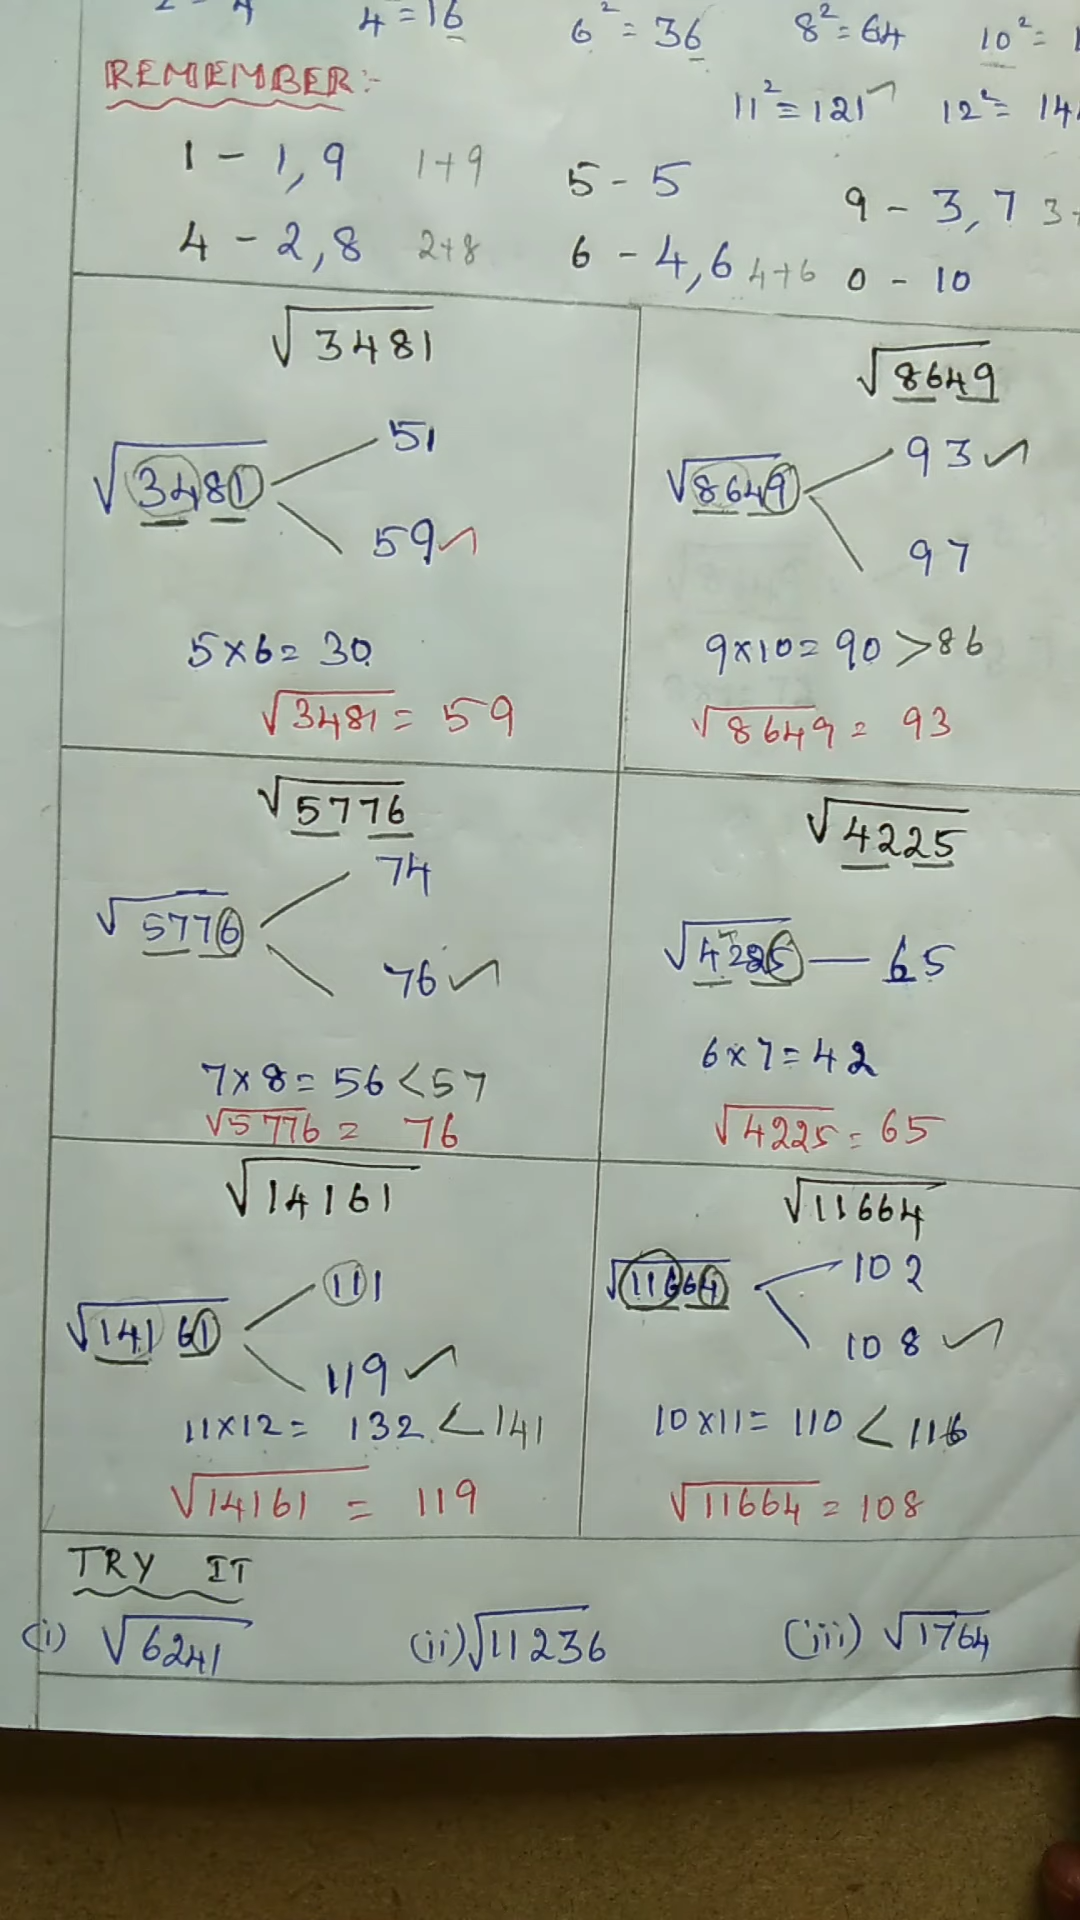 4² = 16 6² = 36 8² = 64 10² = 1
REMEMBER:-
11² = 121 12² = 14
1 - 1, 9 1+9 5 - 5 9 - 3, 7 3+
4 - 2, 8 2+8 6 - 4, 6 4+6 0 - 10
√3481
√3481 51
59
5×6 = 30
√3481 = 59
√8649
√8649 93
97
9×10 = 90 > 86
√8649 = 93
√5776
√5776 74
76
7×8 = 56 < 57
√5776 = 76
√4225
√4225 — 65
6×7 = 42
√4225 = 65
√14161
√14161 111
119
11×12 = 132 < 141
√14161 = 119
√11664
√11664 102
108
10×11 = 110 < 116
√11664 = 108
TRY IT
(i) √6241 (ii) √11236 (iii) √1764